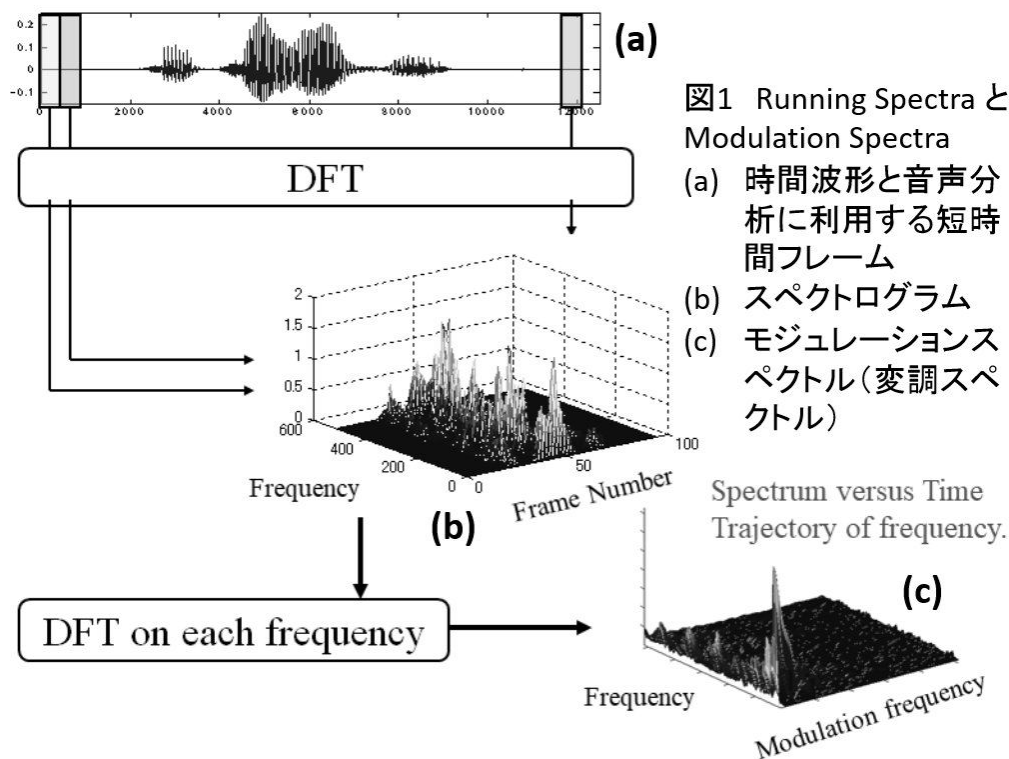 0.2
0.1
0
-0.1
0 2000 4000 6000 8000 10000 12000
(a)
DFT
図1 Running Spectra と
Modulation Spectra
(a) 時間波形と音声分
析に利用する短時
間フレーム
(b) スペクトログラム
(c) モジュレーションス
ペクトル(変調スペ
クトル)
2
1.5
1
0.5
0
600
400
200
0
0
50
100
Frequency
Frame Number
(b)
Spectrum versus Time
Trajectory of frequency.
(c)
DFT on each frequency
Frequency
Modulation frequency